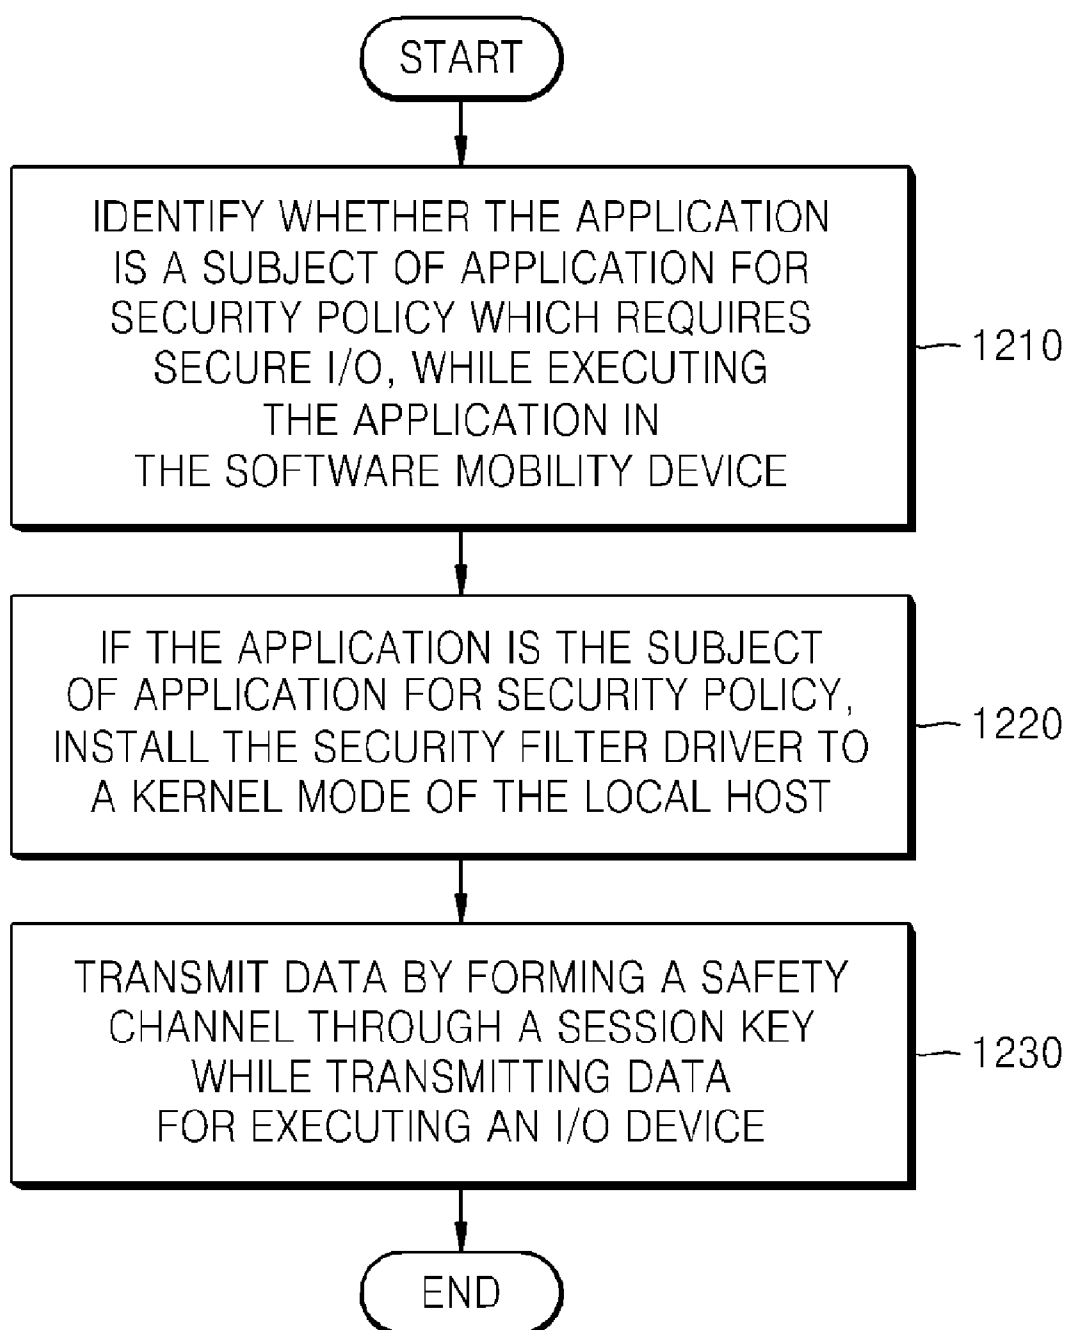 START
IDENTIFY WHETHER THE APPLICATION
IS A SUBJECT OF APPLICATION FOR
SECURITY POLICY WHICH REQUIRES
SECURE I/O, WHILE EXECUTING
THE APPLICATION IN
THE SOFTWARE MOBILITY DEVICE
1210
IF THE APPLICATION IS THE SUBJECT
OF APPLICATION FOR SECURITY POLICY,
INSTALL THE SECURITY FILTER DRIVER TO
A KERNEL MODE OF THE LOCAL HOST
1220
TRANSMIT DATA BY FORMING A SAFETY
CHANNEL THROUGH A SESSION KEY
WHILE TRANSMITTING DATA
FOR EXECUTING AN I/O DEVICE
1230
END